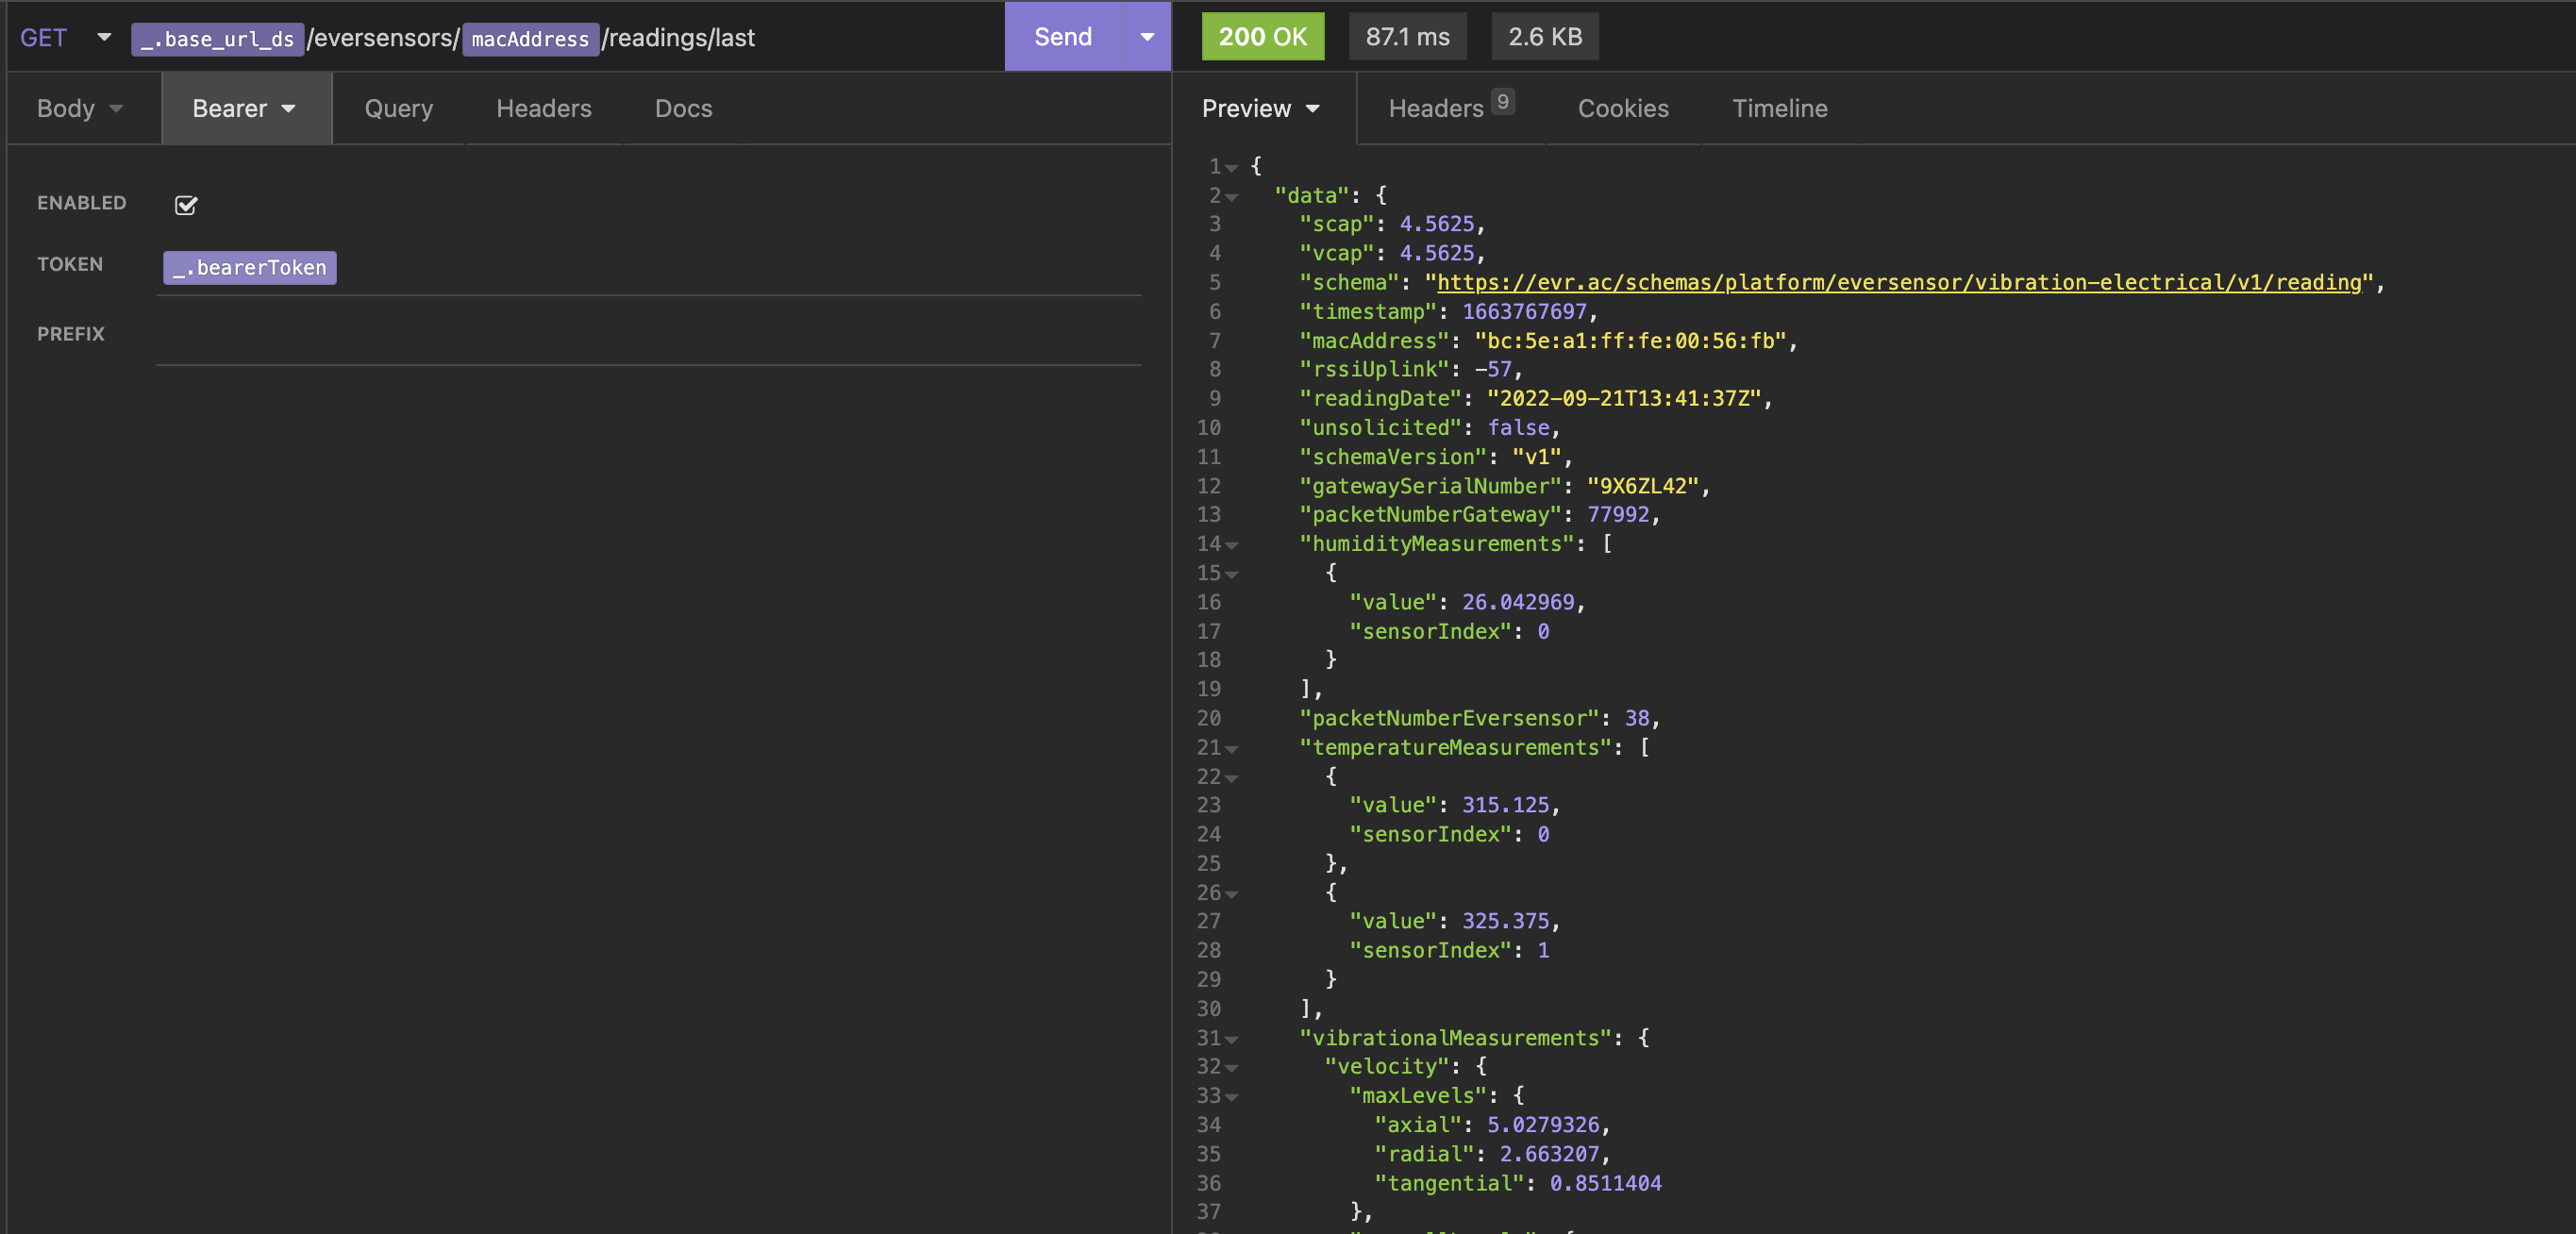 GET _.base_url_ds /eversensors/ macAddress /readings/last Send 200 OK 87.1 ms 2.6 KB
Body Bearer Query Headers Docs
ENABLED
TOKEN _.bearerToken
PREFIX
Preview Headers 9 Cookies Timeline
1 {
2 "data": {
3 "scap": 4.5625,
4 "vcap": 4.5625,
5 "schema": "https://evr.ac/schemas/platform/eversensor/vibration-electrical/v1/reading",
6 "timestamp": 1663767697,
7 "macAddress": "bc:5e:a1:ff:fe:00:56:fb",
8 "rssiUplink": -57,
9 "readingDate": "2022-09-21T13:41:37Z",
10 "unsolicited": false,
11 "schemaVersion": "v1",
12 "gatewaySerialNumber": "9X6ZL42",
13 "packetNumberGateway": 77992,
14 "humidityMeasurements": [
15 {
16 "value": 26.042969,
17 "sensorIndex": 0
18 }
19 ],
20 "packetNumberEversensor": 38,
21 "temperatureMeasurements": [
22 {
23 "value": 315.125,
24 "sensorIndex": 0
25 },
26 {
27 "value": 325.375,
28 "sensorIndex": 1
29 }
30 ],
31 "vibrationalMeasurements": {
32 "velocity": {
33 "maxLevels": {
34 "axial": 5.0279326,
35 "radial": 2.663207,
36 "tangential": 0.8511404
37 },